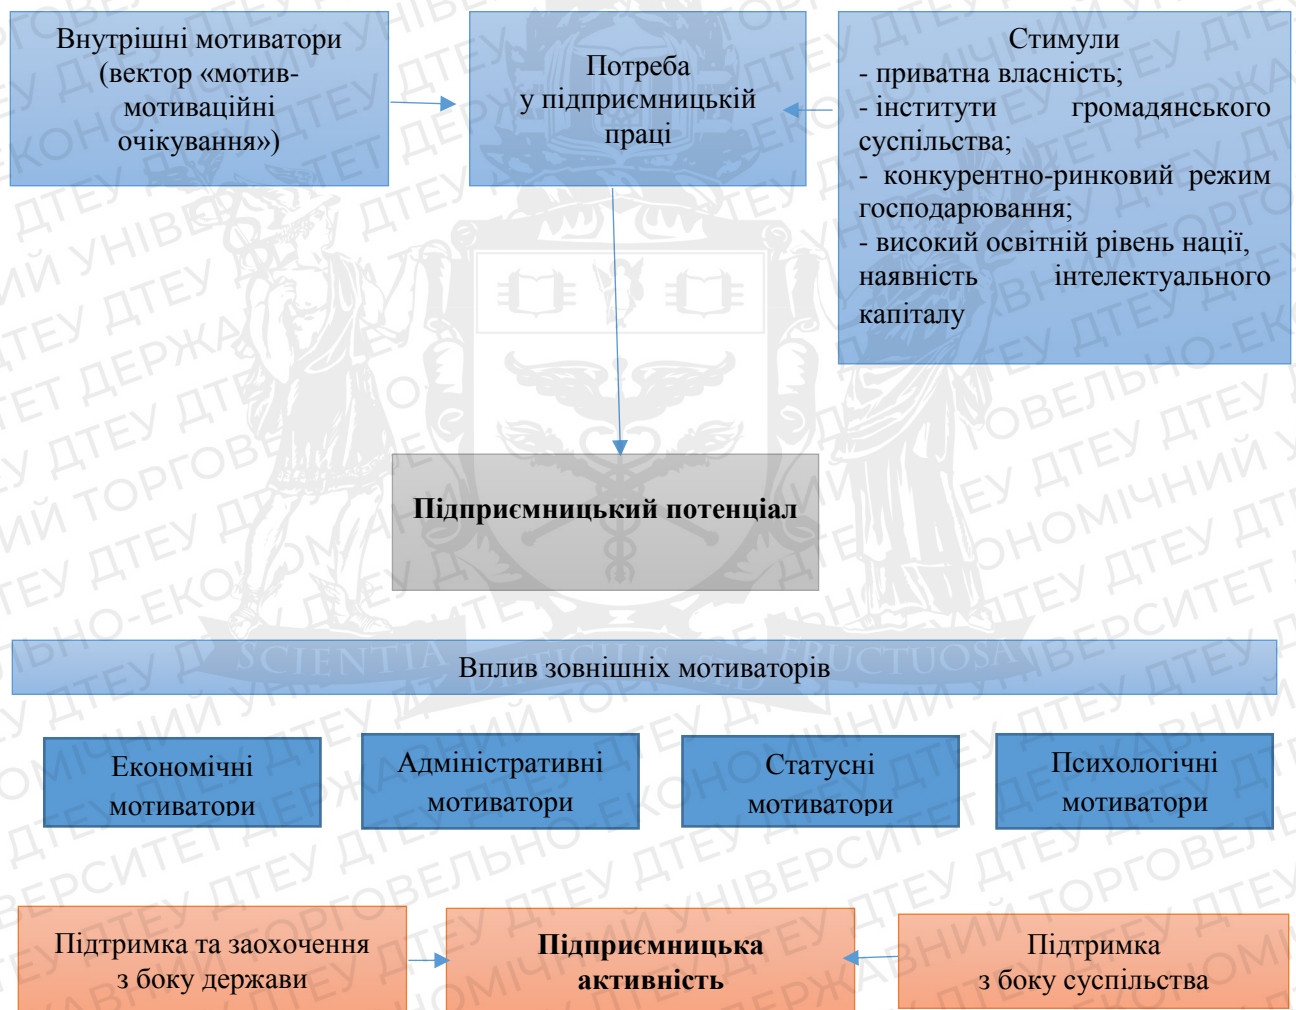 Внутрішні мотиватори
(вектор «мотив-
мотиваційні
очікування»)
Потреба
у підприємницькій
праці
Стимули
- приватна власність;
- інститути громадянського
суспільства;
- конкурентно-ринковий режим
господарювання;
- високий освітній рівень нації,
наявність інтелектуального
капіталу
Підприємницький потенціал
SCIENTIA FRUCTUOSA
Вплив зовнішніх мотиваторів
Економічні
мотиватори
Адміністративні
мотиватори
Статусні
мотиватори
Психологічні
мотиватори
Підтримка та заохочення
з боку держави
Підприємницька
активність
Підтримка
з боку суспільства